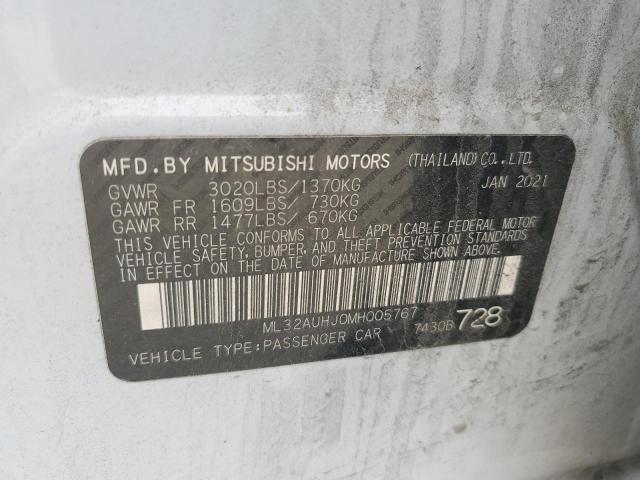 MFD.BY MITSUBISHI MOTORS (THAILAND) CO.,LTD.
GVWR 3020LBS/1370KG JAN 2021
GAWR FR 1609LBS/ 730KG
GAWR RR 1477LBS/ 670KG
THIS VEHICLE CONFORMS TO ALL APPLICABLE FEDERAL MOTOR
VEHICLE SAFETY, BUMPER, AND THEFT PREVENTION STANDARDS
IN EFFECT ON THE DATE OF MANUFACTURE SHOWN ABOVE.
ML32AUHJ0MH005767 7430B 728
VEHICLE TYPE:PASSENGER CAR